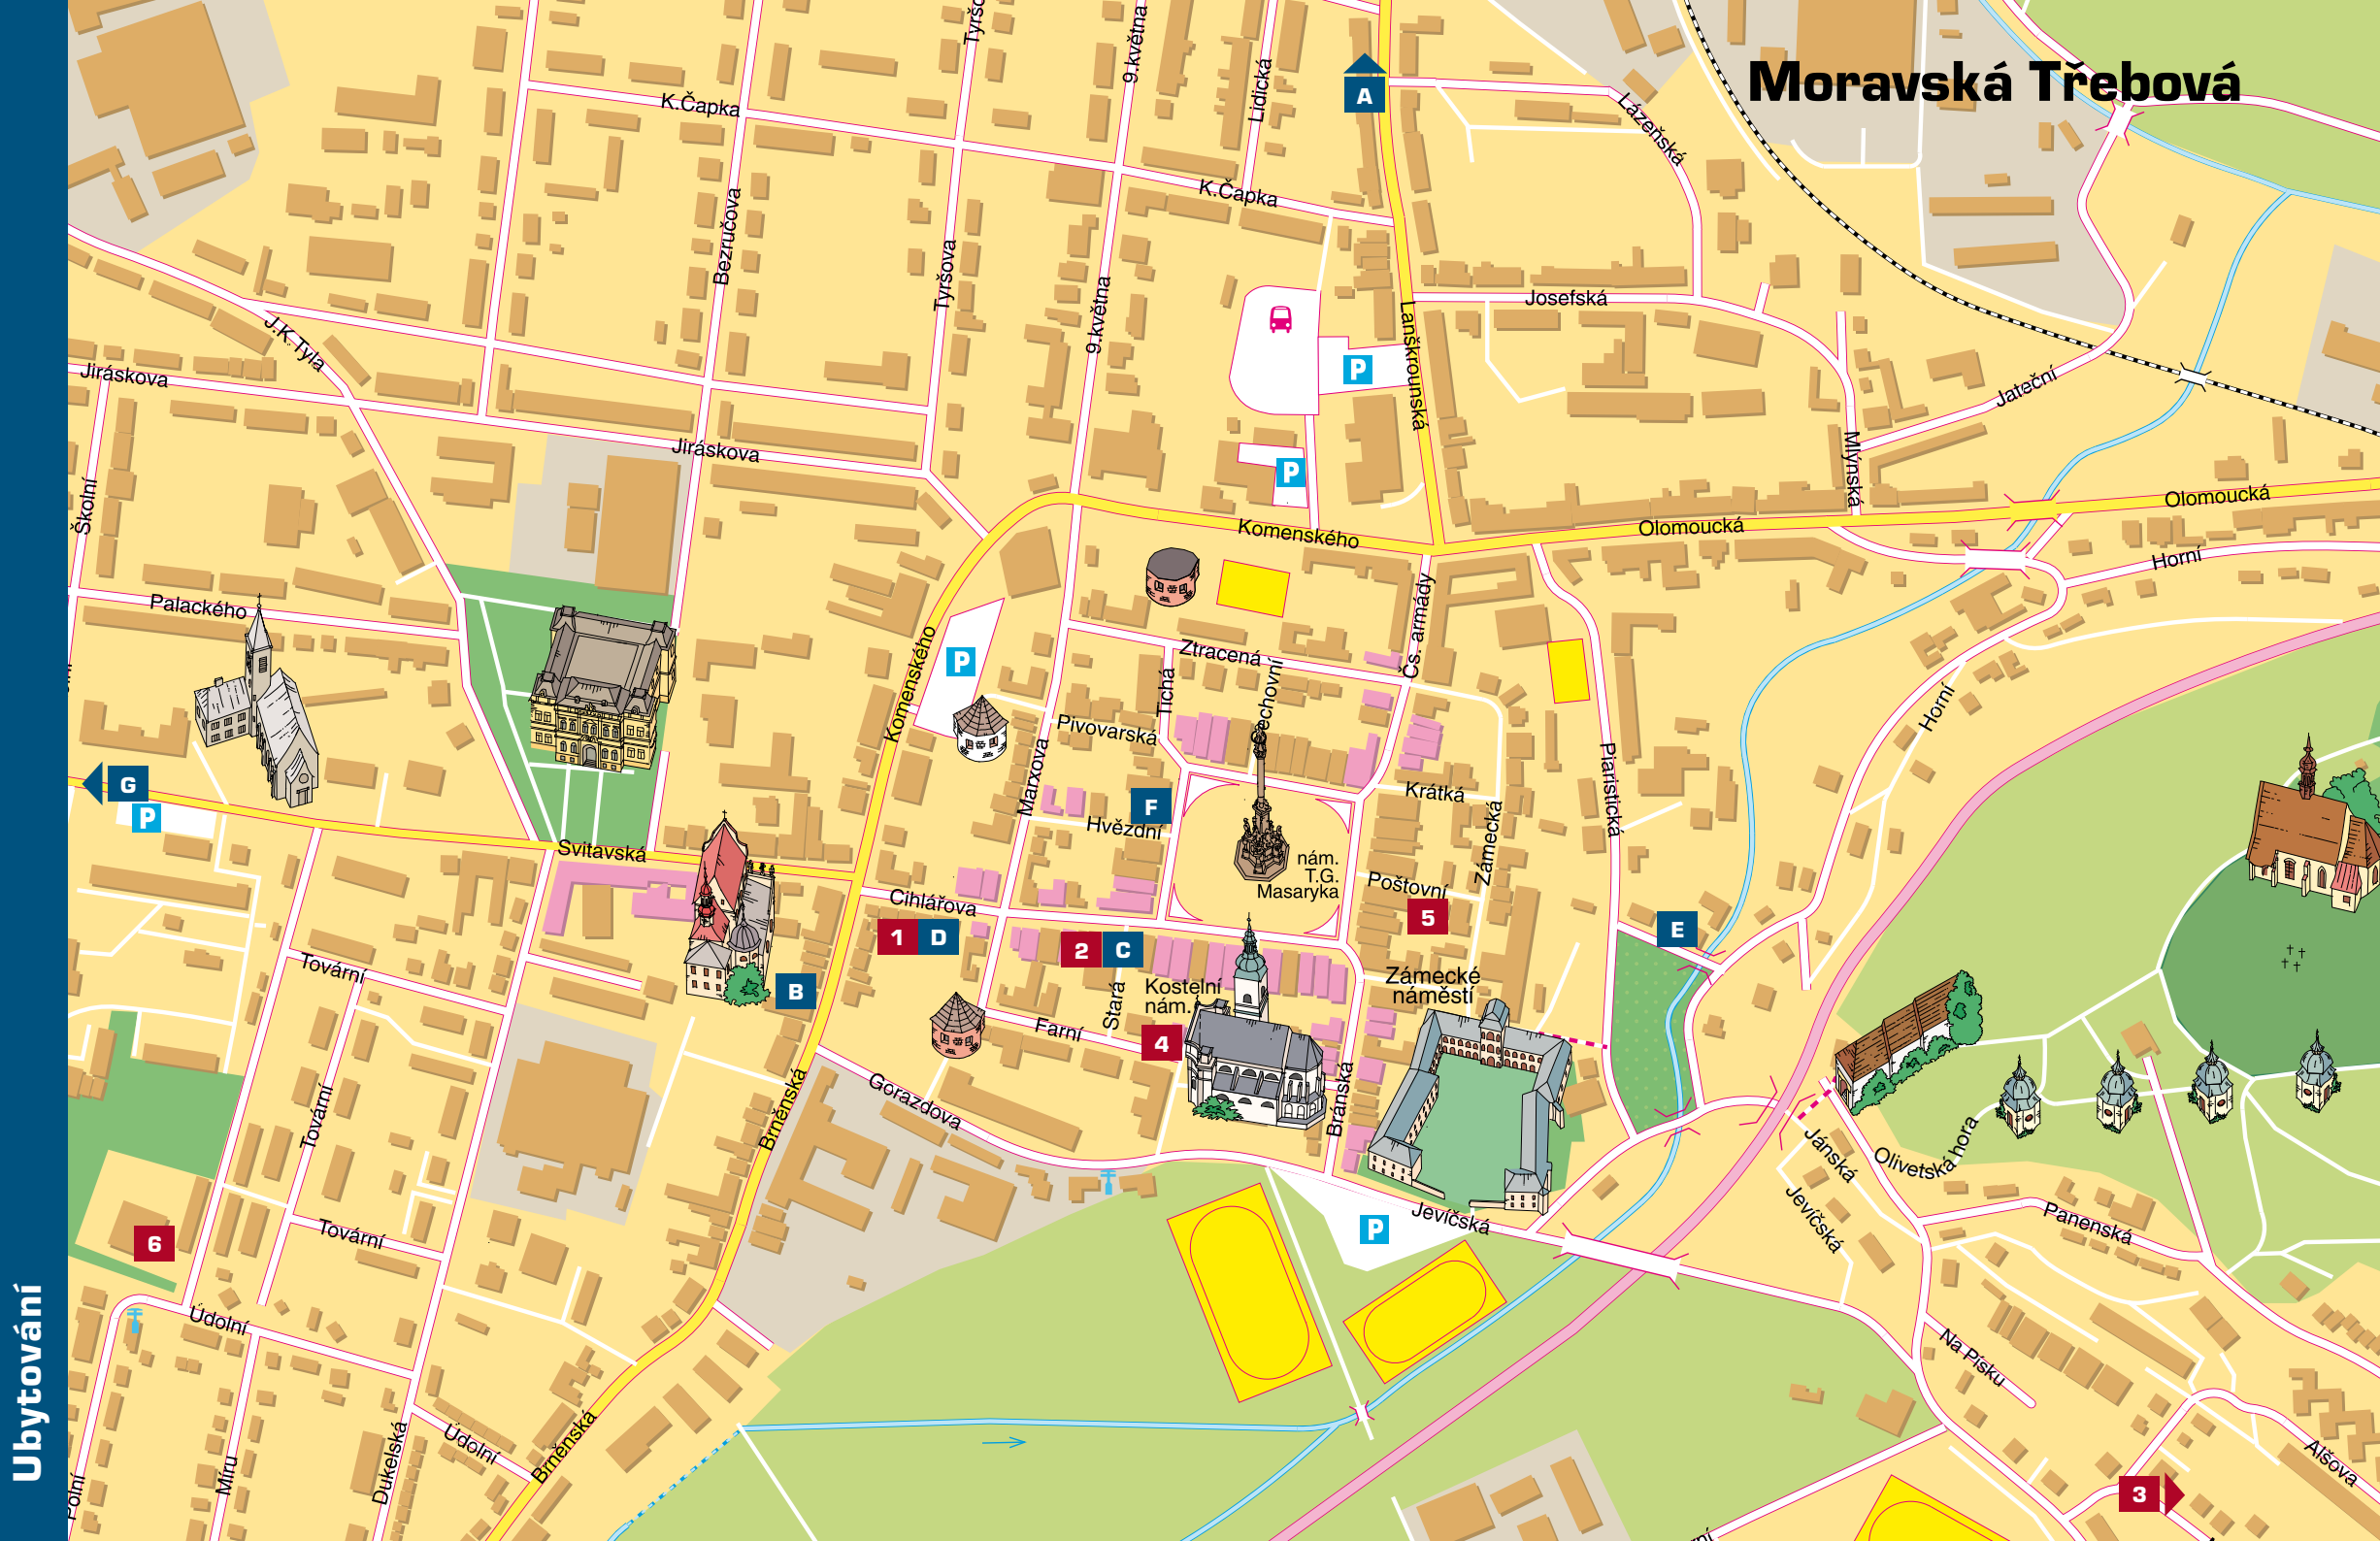 Moravská Třebová
Ubytování
Tyršo
9.května
Lidická
A
K.Čapka
Lázeňská
K.Čapka
Bezručova
Tyršova
9.května
Josefská
Lanškrounská
J.K.Tyla
Jiráskova
P
Jateční
Jiráskova
P
Mlýnská
Školní
Olomoucká
Olomoucká
Komenského
Horní
Palackého
Komenského
P
Ztracená
Čs. armády
Tichá
echovní
Pivovarská
Horní
Piaristická
Marxova
G
P
F
Hvězdní
Krátká
Zámecká
Svitavská
nám.
T.G.
Masaryka
Poštovní
Cihlářova
5
1
D
2
C
E
B
Tovární
Kostelní
nám.
Zámecké
náměstí
Stará
Farní
4
Gorazdova
Bránská
Brněnská
Tovární
Jánská
Olivetská hora
Jevíčská
Jevíčská
P
Panenská
Tovární
6
Údolní
Na Písku
Údolní
Brněnská
Dukelská
Míru
Polní
Alšova
3